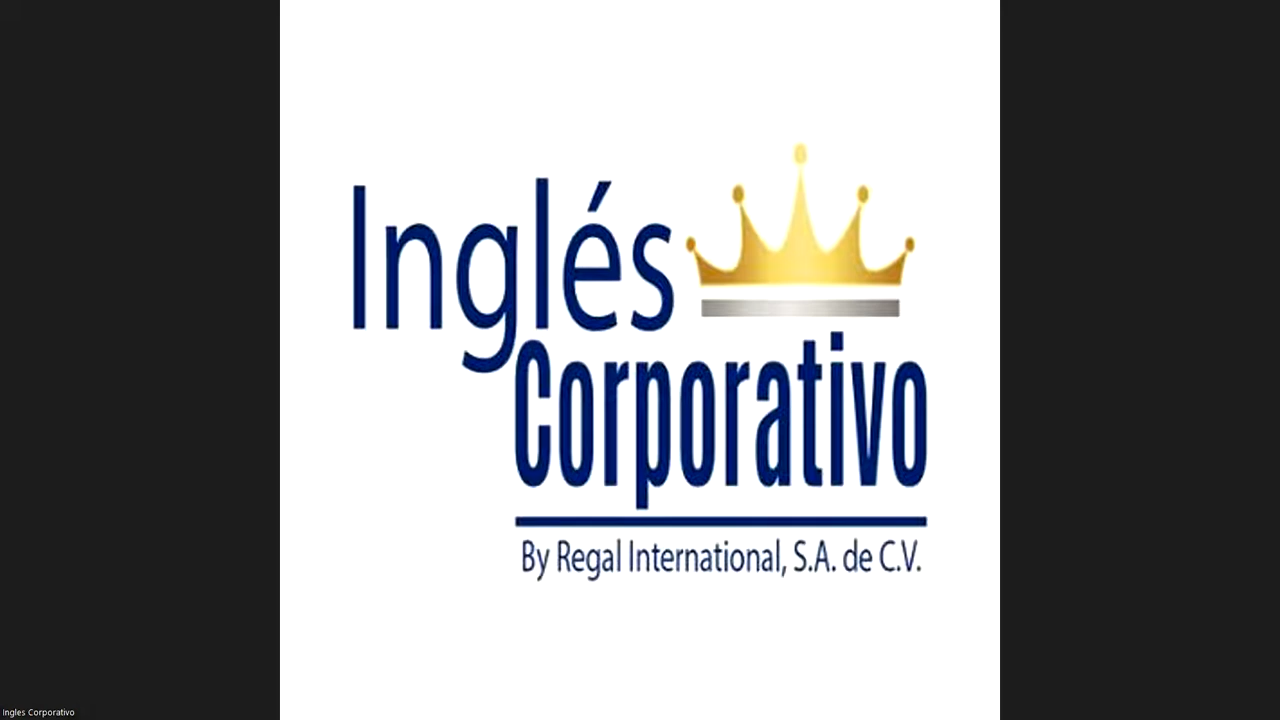 Inglés
Corporativo
By Regal International, S.A. de C.V.
Ingles Corporativo